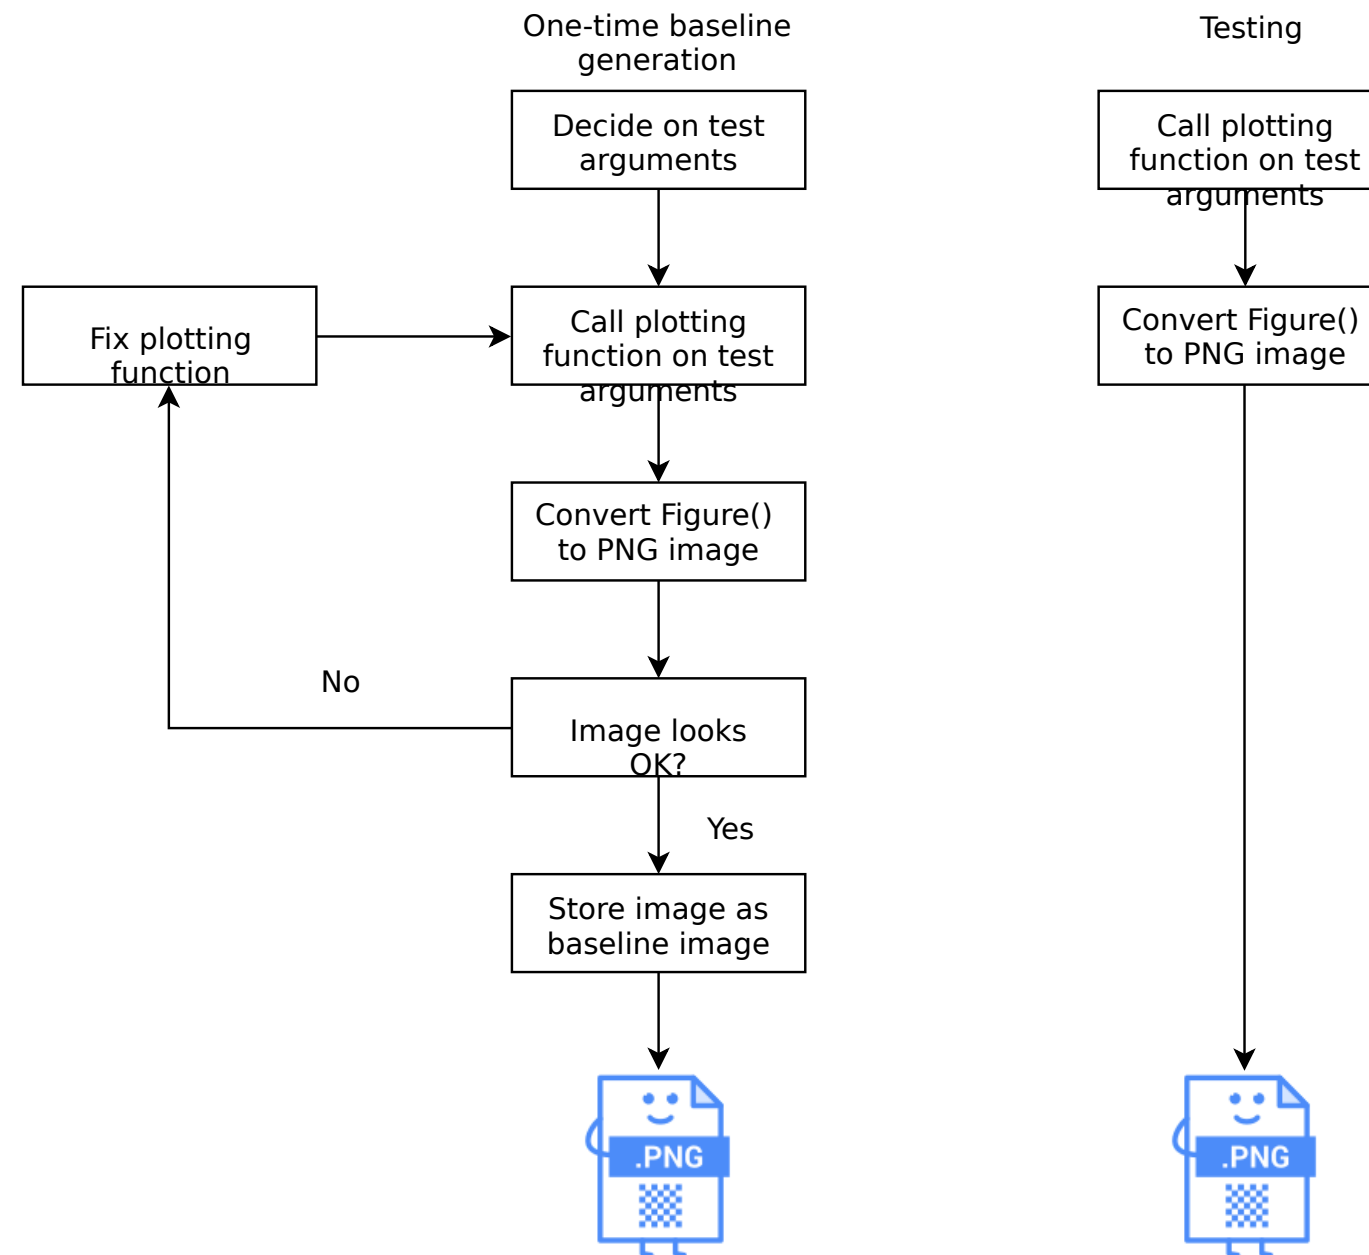 One-time baseline
generation
Decide on test
arguments
Fix plotting
function
Call plotting
function on test
arguments
Convert Figure()
to PNG image
No
Image looks
OK?
Yes
Store image as
baseline image
.PNG
Testing
Call plotting
function on test
arguments
Convert Figure()
to PNG image
.PNG